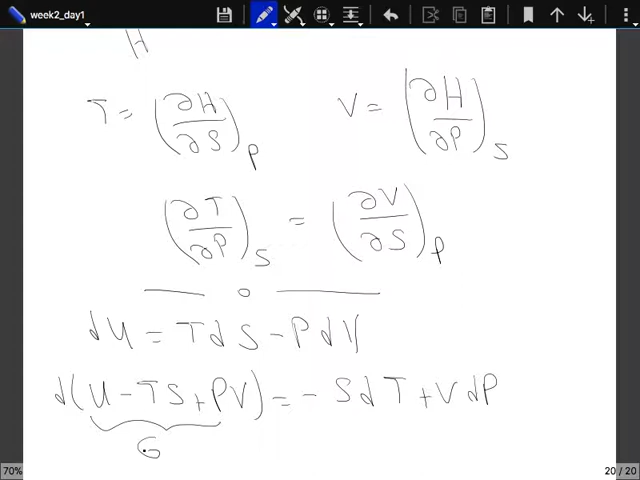 week2_day1
H
T = (∂H/∂S)_P    V = (∂H/∂P)_S
(∂T/∂P)_S = (∂V/∂S)_P
dU = TdS - PdV
d(U - TS + PV) = - SdT + VdP
G
70%
20 / 20